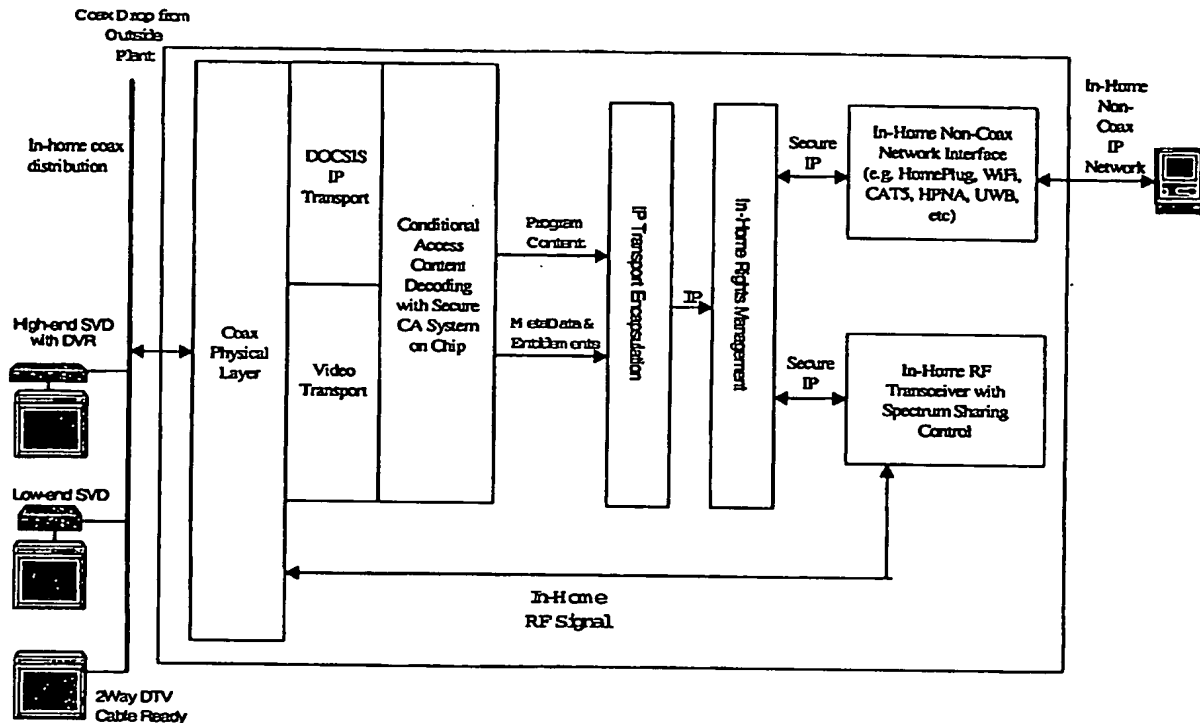 Coax Drop from
Outside
Plant
In-home coax
distribution
High-end SVD
with DVR
Low-end SVD
2Way DTV
Cable Ready
Coax
Physical
Layer
DOCSIS
IP
Transport
Video
Transport
Conditional
Access
Content
Decoding
with Secure
CA System
on Chip
Program
Content
MetaData &
Entitlements
IP Transport Encapsulation
IP
In-Home Rights Management
Secure
IP
Secure
IP
In-Home Non-Coax
Network Interface
(e.g. HomePlug, WiFi,
CAT5, HPNA, UWB,
etc)
In-Home RF
Transceiver with
Spectrum Sharing
Control
In-Home
RF Signal
In-Home
Non-
Coax
IP
Network